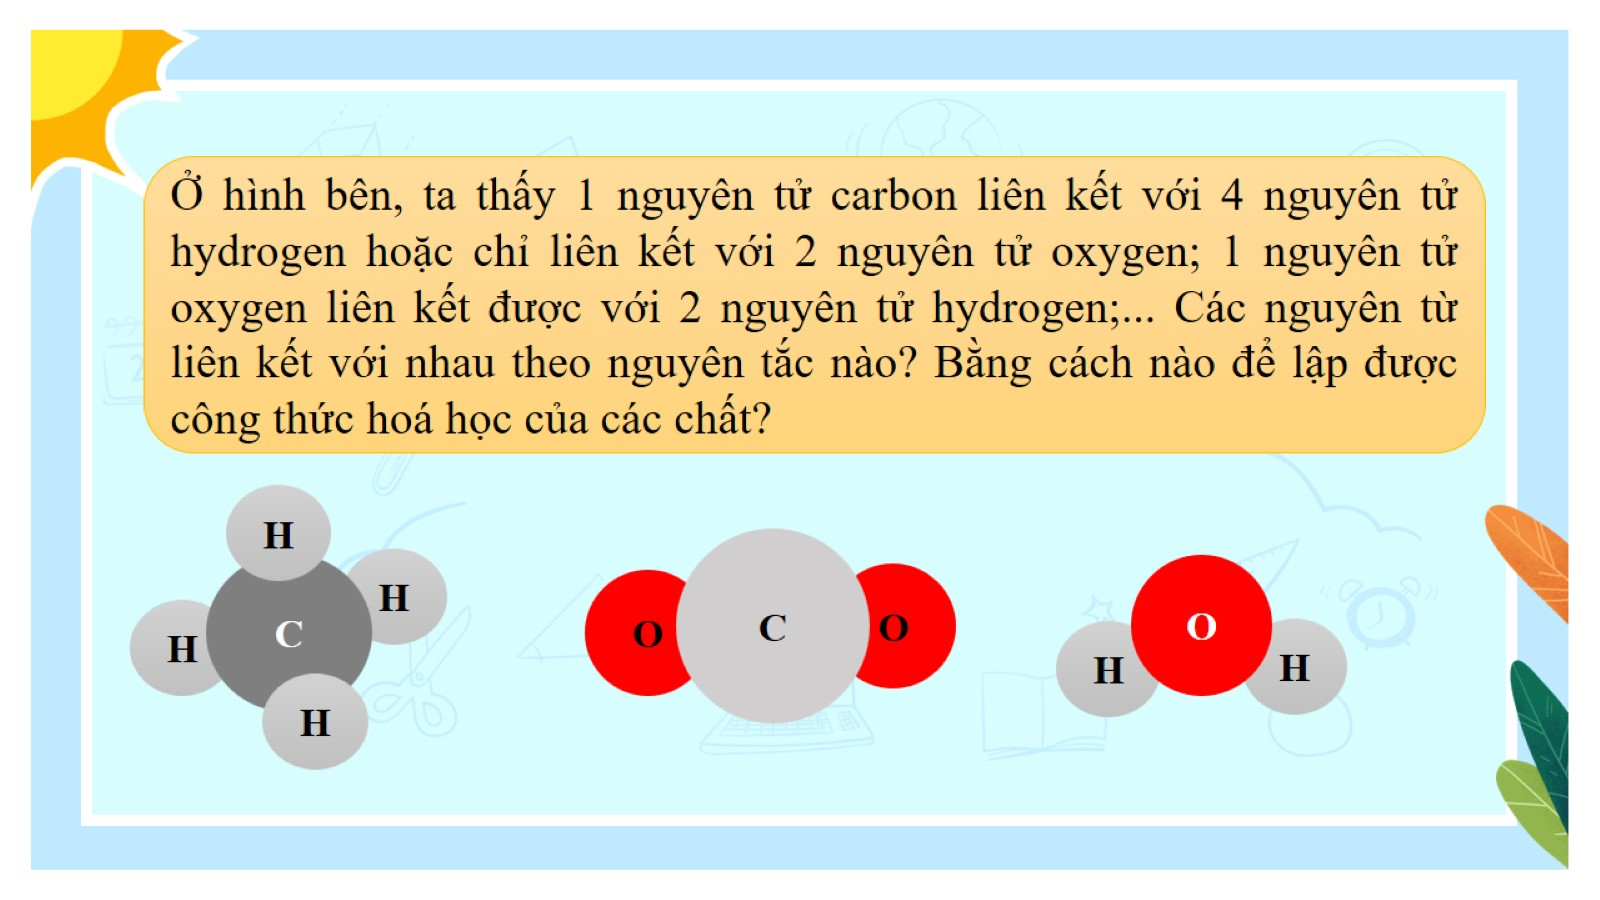 Ở hình bên, ta thấy 1 nguyên tử carbon liên kết với 4 nguyên tử
hydrogen hoặc chỉ liên kết với 2 nguyên tử oxygen; 1 nguyên tử
oxygen liên kết được với 2 nguyên tử hydrogen;... Các nguyên từ
liên kết với nhau theo nguyên tắc nào? Bằng cách nào để lập được
công thức hoá học của các chất?
H
H
C
H
H
O
C
O
O
H
H